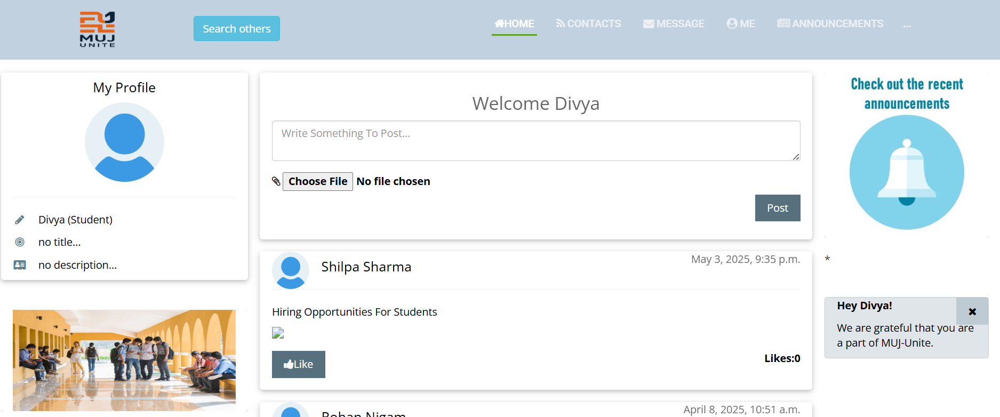 MUJ
UNITE
Search others
HOME
CONTACTS
MESSAGE
ME
ANNOUNCEMENTS
...
My Profile
Divya (Student)
no title...
no description...
Welcome Divya
Write Something To Post...
Choose File No file chosen
Post
Shilpa Sharma
May 3, 2025, 9:35 p.m.
Hiring Opportunities For Students
Like
Likes:0
Rohan Nigam
April 8, 2025, 10:51 a.m.
Check out the recent
announcements
*
Hey Divya!
We are grateful that you are
a part of MUJ-Unite.